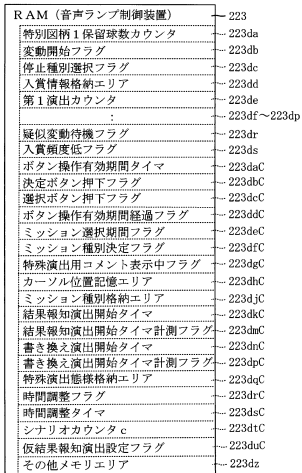 RAM（音声ランプ制御装置） 223
特別図柄1保留球数カウンタ 223da
変動開始フラグ 223db
停止種別選択フラグ 223dc
入賞情報格納エリア 223dd
第1演出カウンタ 223de
： 223df～223dp
疑似変動待機フラグ 223dr
入賞頻度低フラグ 223ds
ボタン操作有効期間タイマ 223daC
決定ボタン押下フラグ 223dbC
選択ボタン押下フラグ 223dcC
ボタン操作有効期間経過フラグ 223ddC
ミッション選択期間フラグ 223deC
ミッション種別決定フラグ 223dfC
特殊演出用コメント表示中フラグ 223dgC
カーソル位置記憶エリア 223dhC
ミッション種別格納エリア 223djC
結果報知演出開始タイマ 223dkC
結果報知演出開始タイマ計測フラグ 223dmC
書き換え演出開始タイマ 223dnC
書き換え演出開始タイマ計測フラグ 223dpC
特殊演出態様格納エリア 223dqC
時間調整フラグ 223drC
時間調整タイマ 223dsC
シナリオカウンタc 223dtC
仮結果報知演出設定フラグ 223duC
その他メモリエリア 223dz